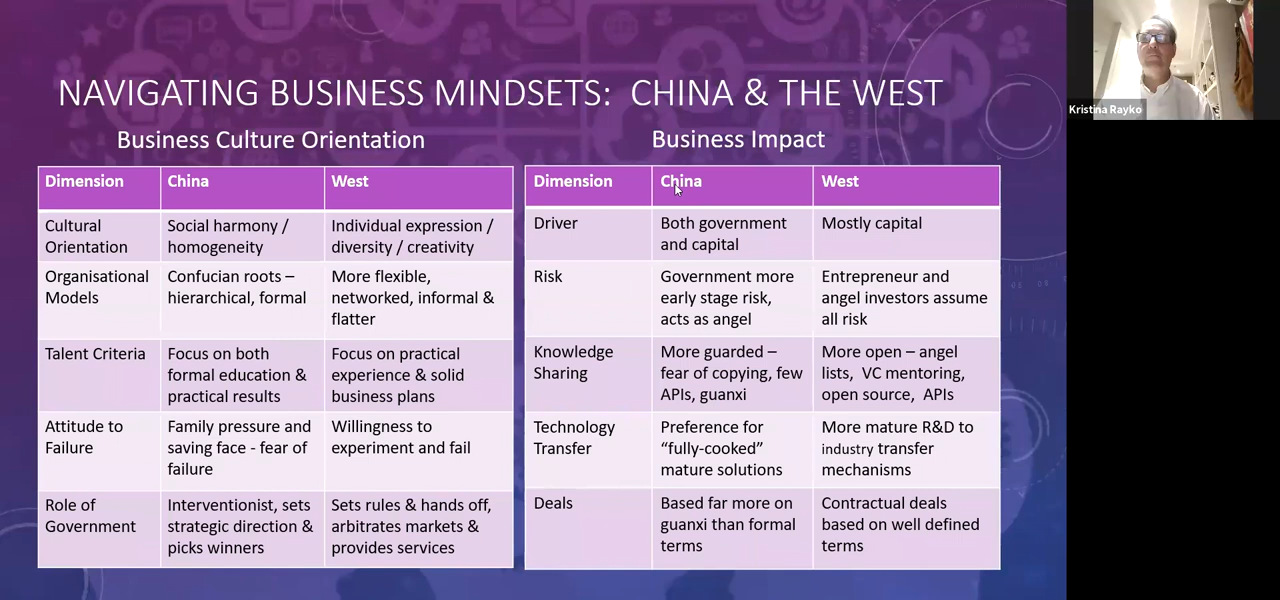 NAVIGATING BUSINESS MINDSETS: CHINA & THE WEST
Business Culture Orientation
Dimension China West
Cultural Orientation Social harmony / homogeneity Individual expression / diversity / creativity
Organisational Models Confucian roots – hierarchical, formal More flexible, networked, informal & flatter
Talent Criteria Focus on both formal education & practical results Focus on practical experience & solid business plans
Attitude to Failure Family pressure and saving face - fear of failure Willingness to experiment and fail
Role of Government Interventionist, sets strategic direction & picks winners Sets rules & hands off, arbitrates markets & provides services
Business Impact
Dimension China West
Driver Both government and capital Mostly capital
Risk Government more early stage risk, acts as angel Entrepreneur and angel investors assume all risk
Knowledge Sharing More guarded – fear of copying, few APIs, guanxi More open – angel lists, VC mentoring, open source, APIs
Technology Transfer Preference for “fully-cooked” mature solutions More mature R&D to industry transfer mechanisms
Deals Based far more on guanxi than formal terms Contractual deals based on well defined terms
Kristina Rayko